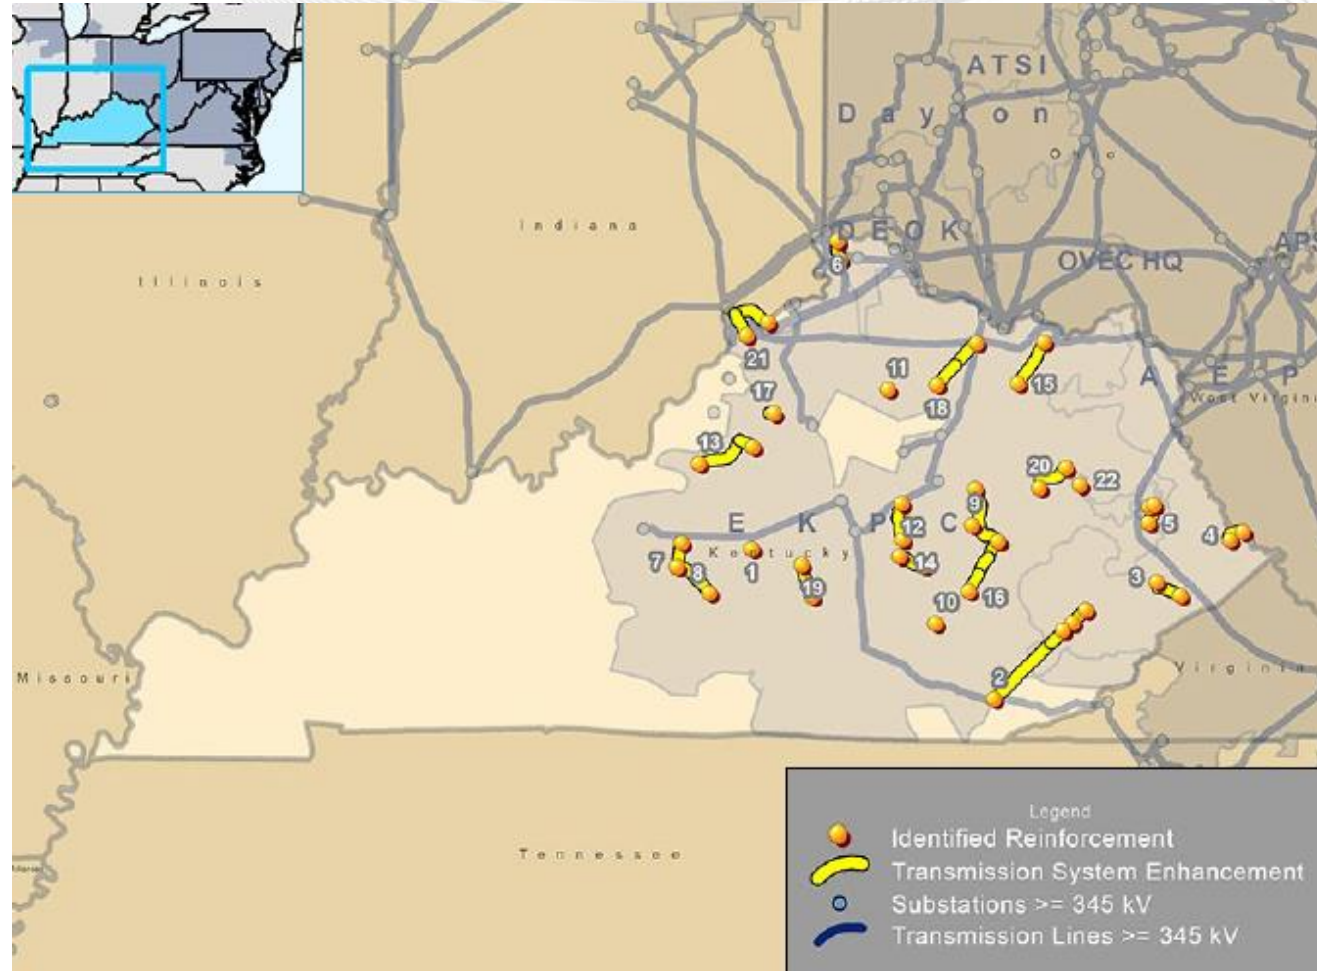 ATSI
Dayton
Ohio
Indiana
DEOK
APS
6
OVEC HQ
Illinois
21
11
15
AEP
17
18
West Virginia
13
20
22
9
EKPC
12
5
4
Kentucky
7
8
1
14
3
19
10
16
2
Missouri
Virginia
Tennessee
Legend
Identified Reinforcement
Transmission System Enhancement
Substations >= 345 kV
Transmission Lines >= 345 kV